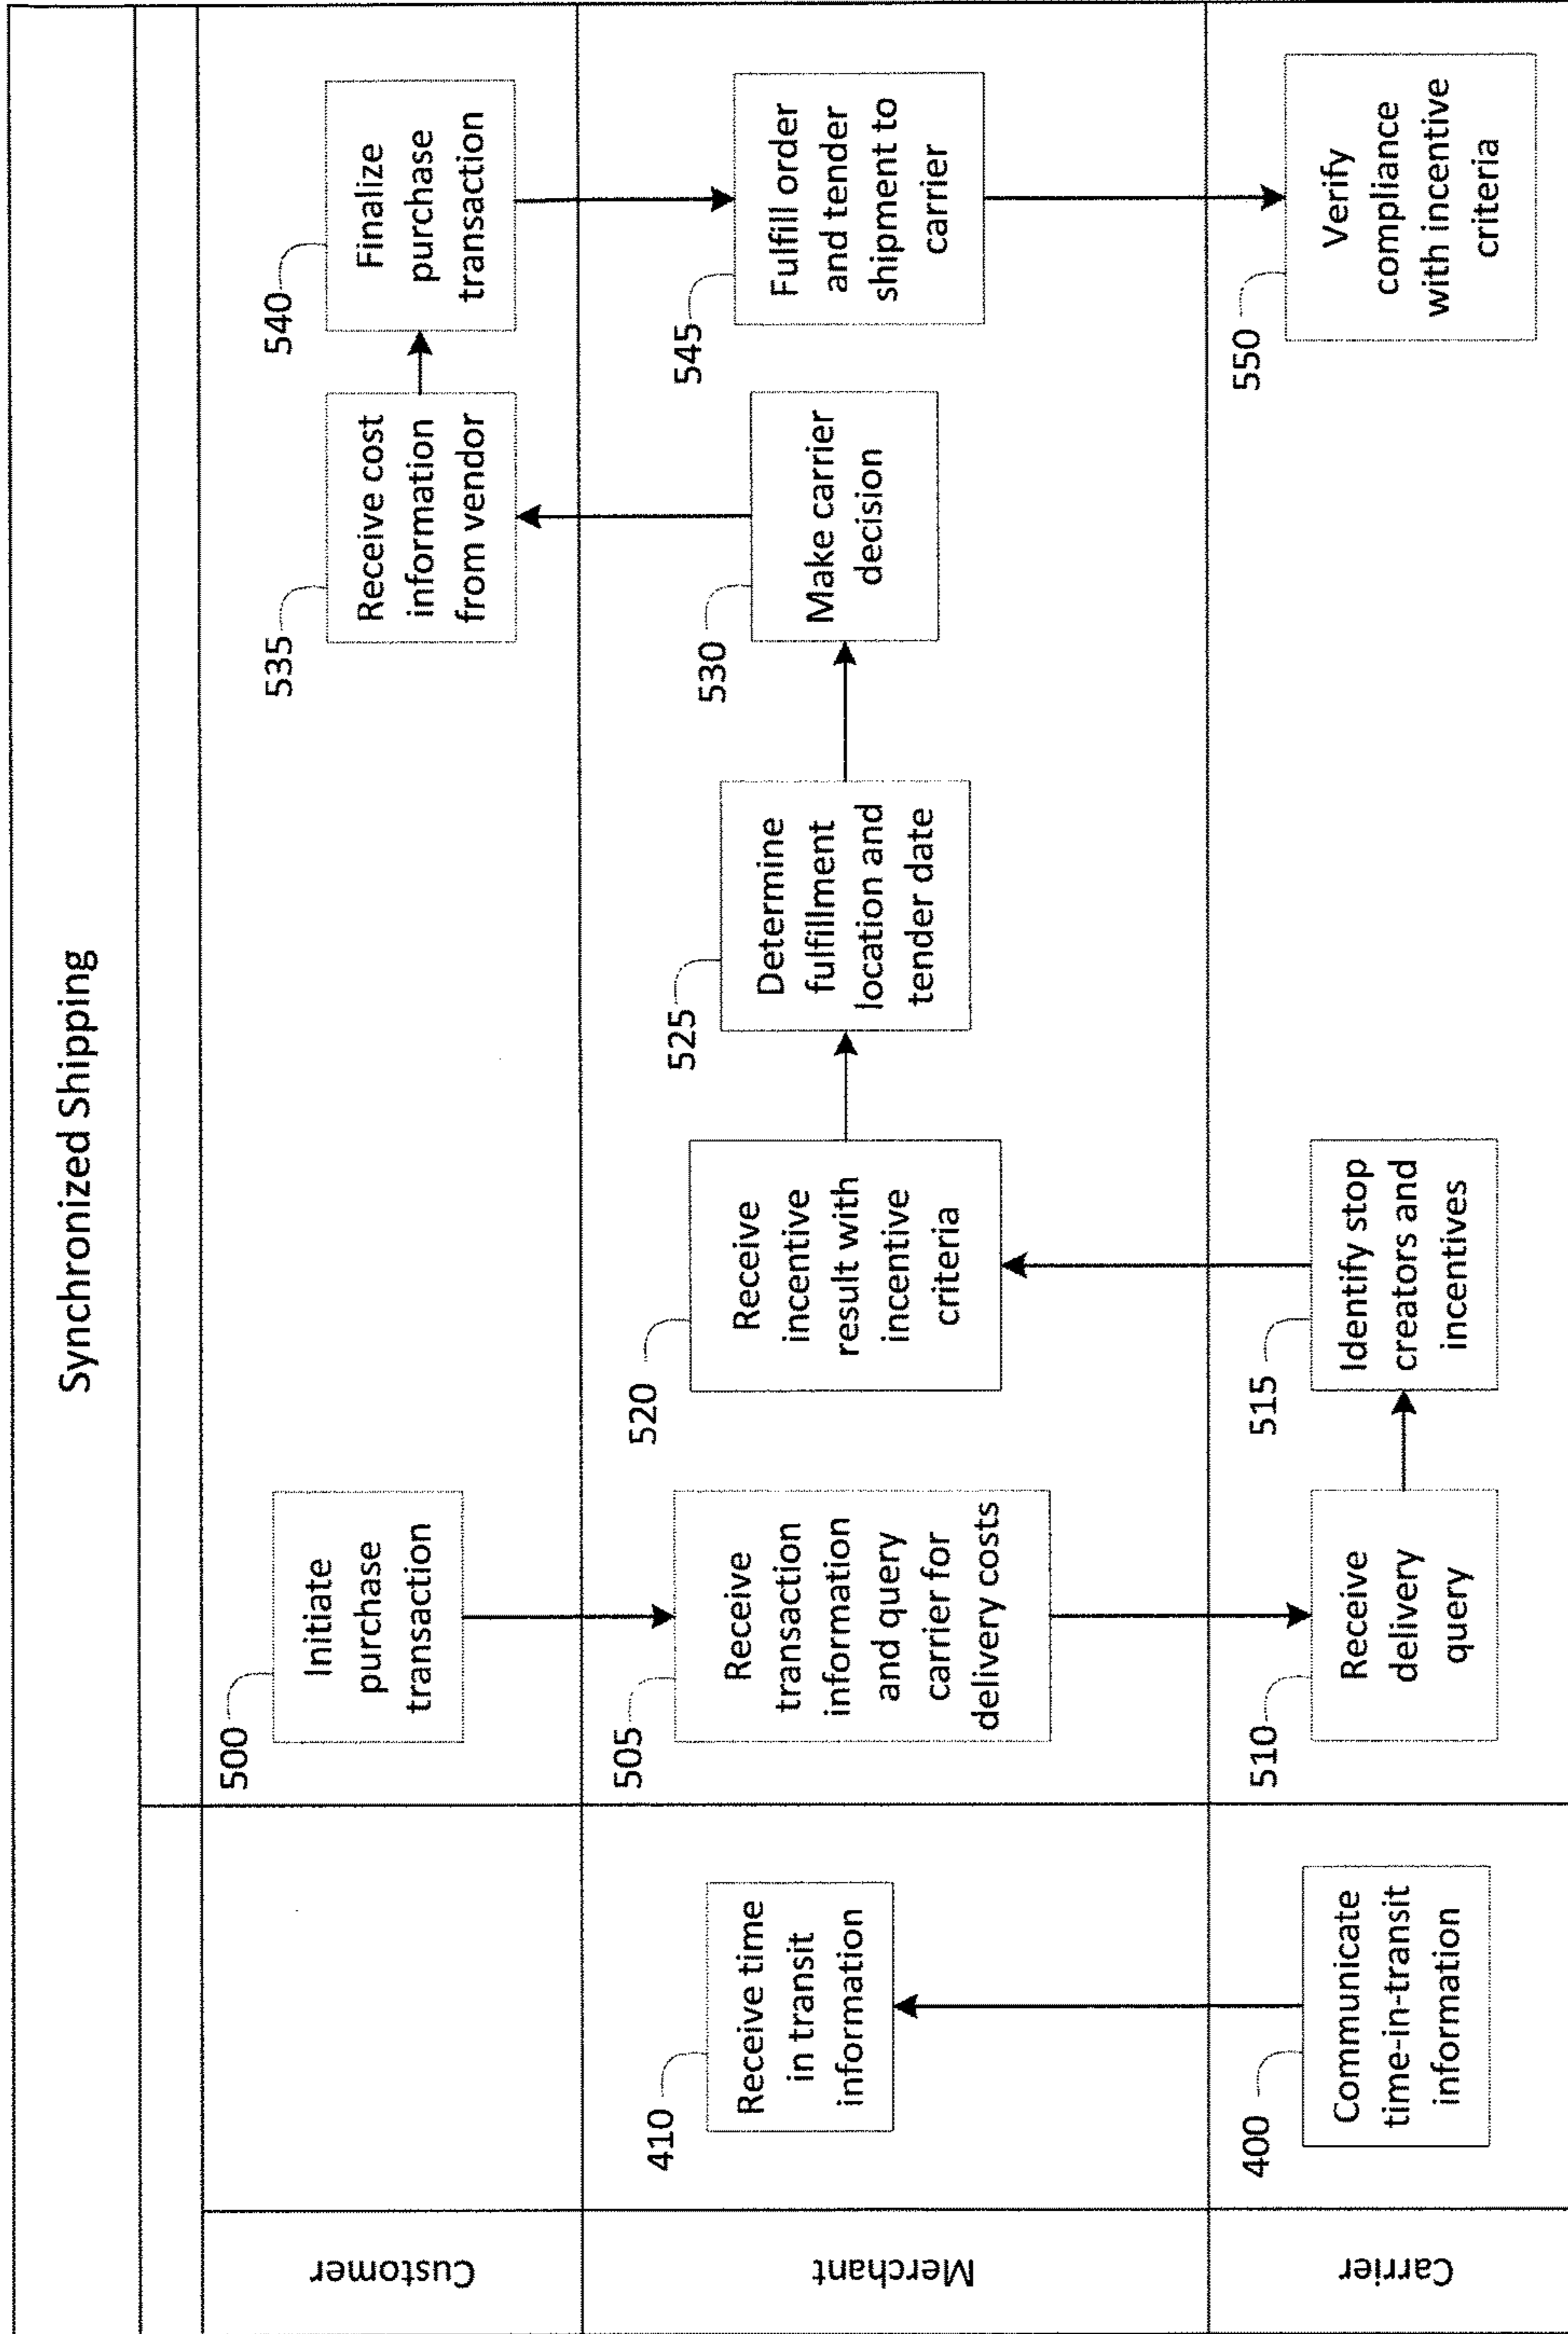 Synchronized Shipping
Customer
500
Initiate
purchase
transaction
535
Receive cost
information
from vendor
540
Finalize
purchase
transaction
Merchant
410
Receive time
in transit
information
505
Receive
transaction
information
and query
carrier for
delivery costs
520
Receive
incentive
result with
incentive
criteria
525
Determine
fulfillment
location and
tender date
530
Make carrier
decision
545
Fulfill order
and tender
shipment to
carrier
Carrier
400
Communicate
time-in-transit
information
510
Receive
delivery
query
515
Identify stop
creators and
incentives
550
Verify
compliance
with incentive
criteria